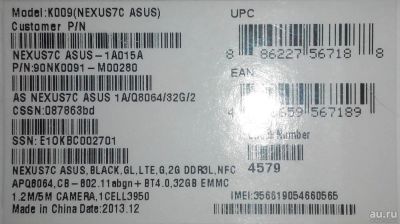 Model:K009(NEXUS7C ASUS)
Customer P/N
UPC
8 86227 56718 8
NEXUS7C ASUS-1A015A
P/N:90NK0091-M00280
EAN
AS NEXUS7C ASUS 1A/Q8064/32G/2
CSSN:087863bd
567189
Number
SSN:E1OKBC002701
4579
NEXUS7C ASUS,BLACK,GL,LTE,G,2G DDR3L,NFC
APQ8064,CB-802.11abgn+BT4.0,32GB EMMC
1.2M/5M CAMERA,1CELL3950
IMEI:356619054660565
Made in China Date:2013.12
au.ru